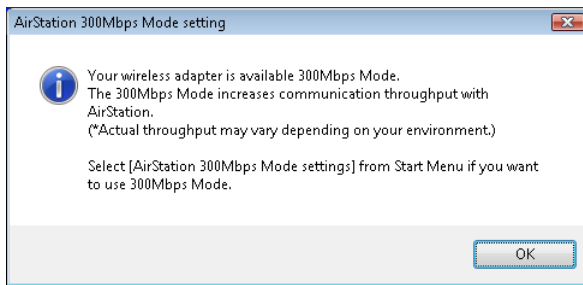 AirStation 300Mbps Mode setting
Your wireless adapter is available 300Mbps Mode.
The 300Mbps Mode increases communication throughput with
AirStation.
(*Actual throughput may vary depending on your environment.)
Select [AirStation 300Mbps Mode settings] from Start Menu if you want
to use 300Mbps Mode.
OK